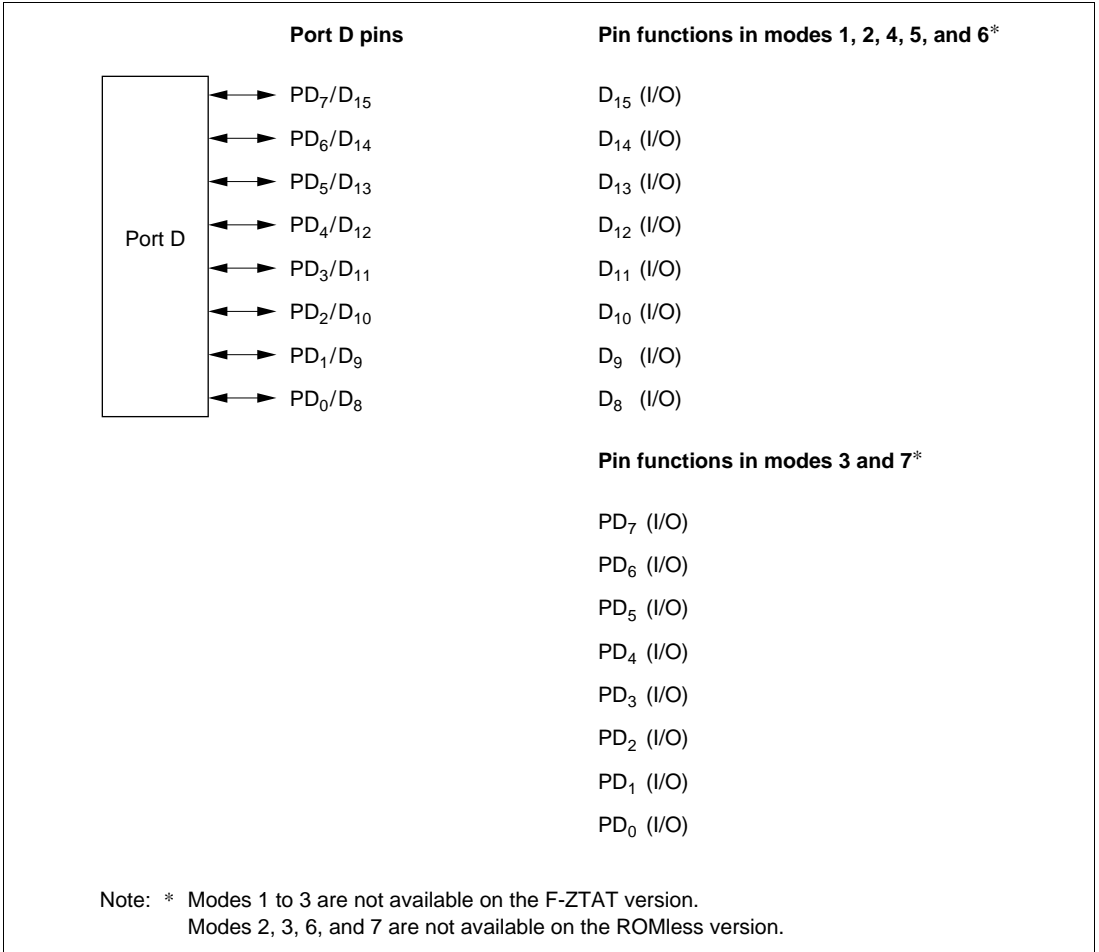 Port D pins Pin functions in modes 1, 2, 4, 5, and 6*
PD7/D15 D15 (I/O)
PD6/D14 D14 (I/O)
PD5/D13 D13 (I/O)
PD4/D12 D12 (I/O)
Port D
PD3/D11 D11 (I/O)
PD2/D10 D10 (I/O)
PD1/D9 D9 (I/O)
PD0/D8 D8 (I/O)
Pin functions in modes 3 and 7*
PD7 (I/O)
PD6 (I/O)
PD5 (I/O)
PD4 (I/O)
PD3 (I/O)
PD2 (I/O)
PD1 (I/O)
PD0 (I/O)
Note: * Modes 1 to 3 are not available on the F-ZTAT version.
Modes 2, 3, 6, and 7 are not available on the ROMless version.